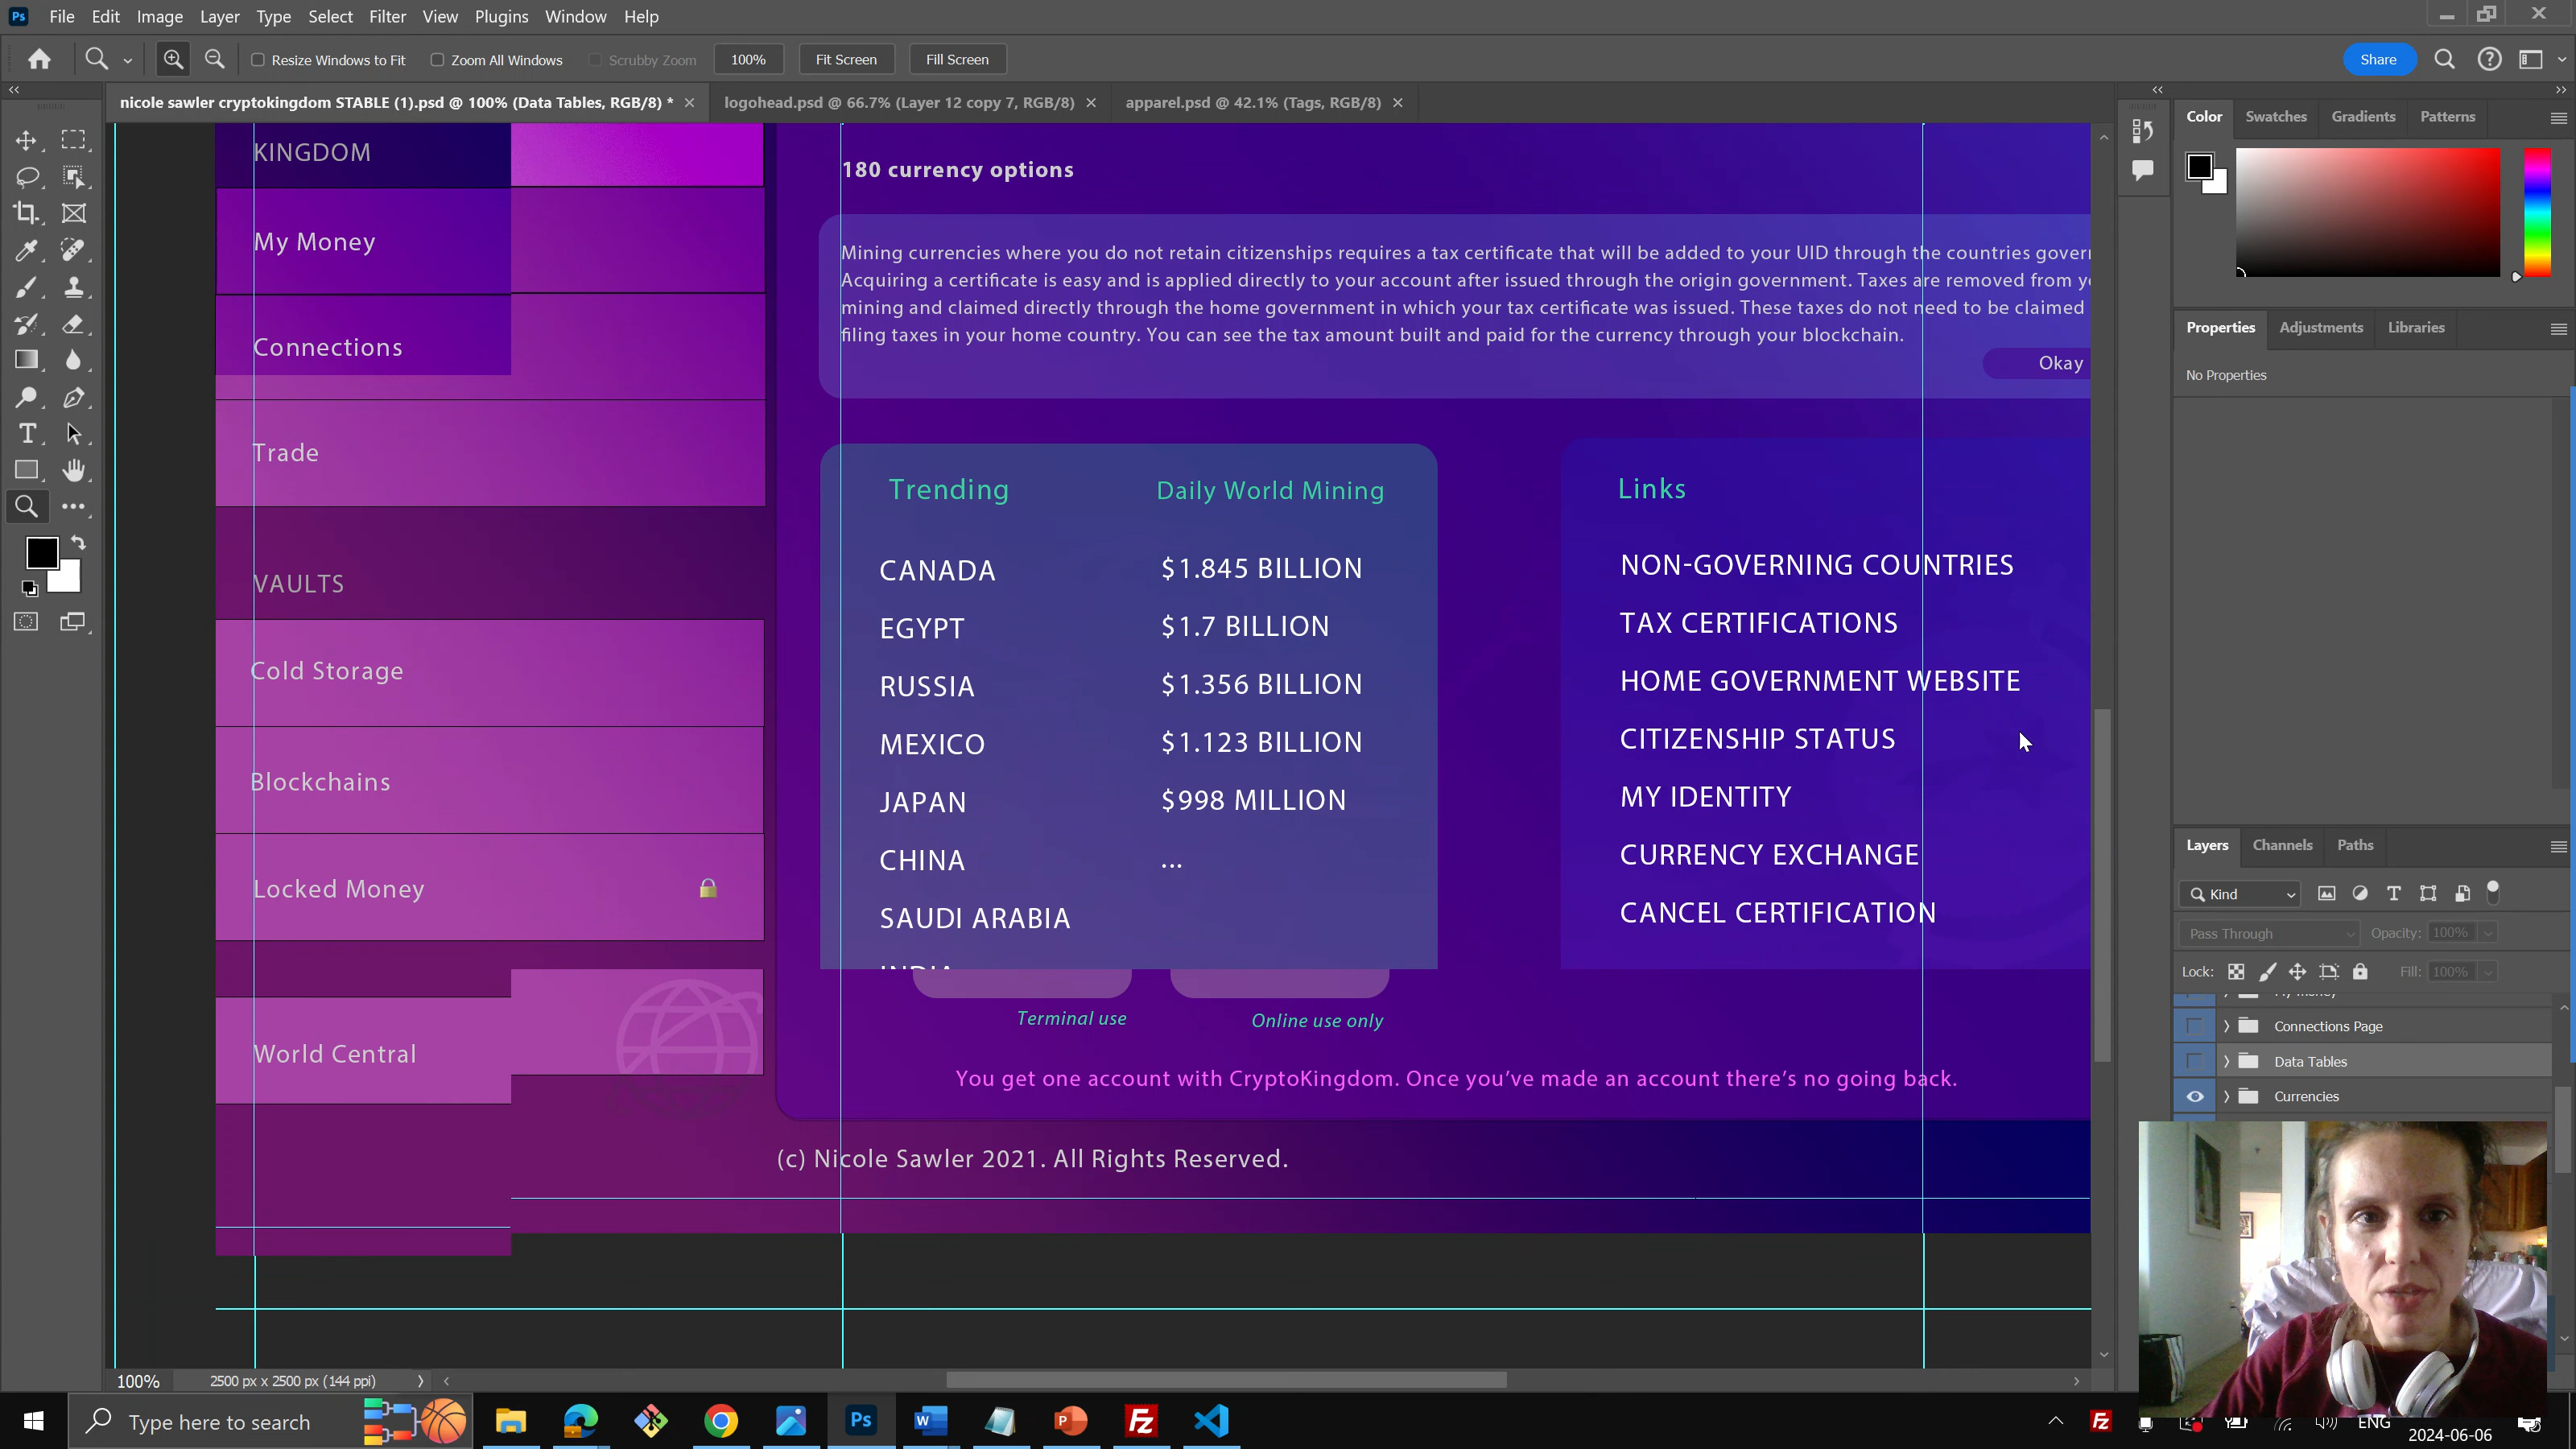 File Edit Image Layer Type Select Filter View Plugins Window Help
Resize Windows to Fit Zoom All Windows Scrubby Zoom 100% Fit Screen Fill Screen Share
nicole sawler cryptokingdom STABLE (1).psd @ 100% (Data Tables, RGB/8) * logohead.psd @ 66.7% (Layer 12 copy 7, RGB/8) apparel.psd @ 42.1% (Tags, RGB/8)
KINGDOM
My Money
Connections
Trade
VAULTS
Cold Storage
Blockchains
Locked Money
World Central
180 currency options
Mining currencies where you do not retain citizenships requires a tax certificate that will be added to your UID through the countries gover
Acquiring a certificate is easy and is applied directly to your account after issued through the origin government. Taxes are removed from y
mining and claimed directly through the home government in which your tax certificate was issued. These taxes do not need to be claimed
filing taxes in your home country. You can see the tax amount built and paid for the currency through your blockchain.
Okay
Trending Daily World Mining
CANADA $1.845 BILLION
EGYPT $1.7 BILLION
RUSSIA $1.356 BILLION
MEXICO $1.123 BILLION
JAPAN $998 MILLION
CHINA ...
SAUDI ARABIA
Links
NON-GOVERNING COUNTRIES
TAX CERTIFICATIONS
HOME GOVERNMENT WEBSITE
CITIZENSHIP STATUS
MY IDENTITY
CURRENCY EXCHANGE
CANCEL CERTIFICATION
Terminal use Online use only
You get one account with CryptoKingdom. Once you've made an account there's no going back.
(c) Nicole Sawler 2021. All Rights Reserved.
Color Swatches Gradients Patterns
Properties Adjustments Libraries
No Properties
Layers Channels Paths
Kind
Pass Through Opacity: 100%
Lock: Fill: 100%
Connections Page
Data Tables
Currencies
100% 2500 px x 2500 px (144 ppi)
Type here to search
ENG
2024-06-06